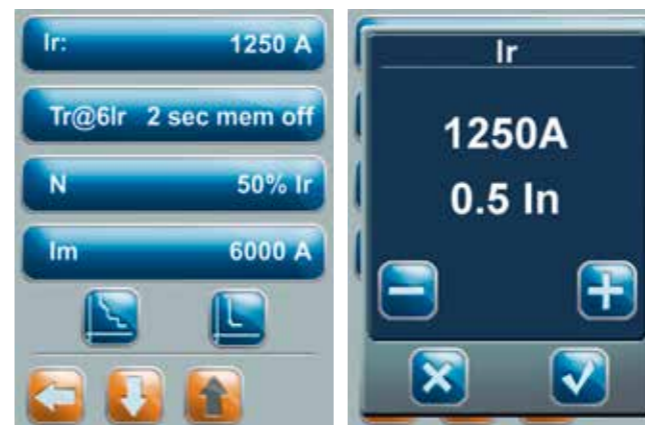 Ir: 1250 A
Tr@6Ir 2 sec mem off
N 50% Ir
Im 6000 A
Ir
1250A
0.5 In